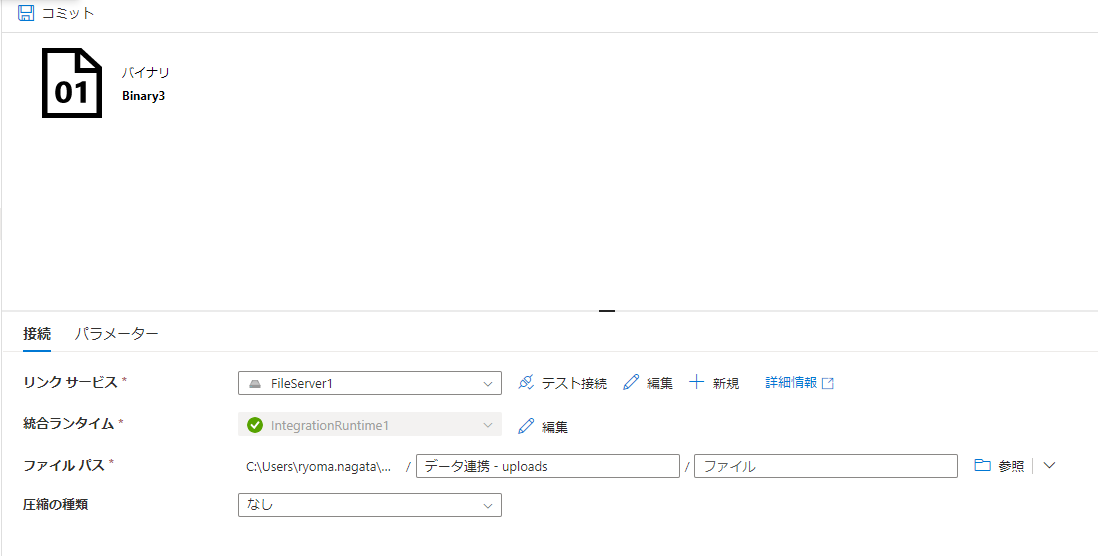 コミット
01
バイナリ
Binary3
接続 パラメーター
リンク サービス * FileServer1 テスト接続 編集 新規 詳細情報
統合ランタイム * IntegrationRuntime1 編集
ファイル パス * C:\Users\ryoma.nagata\... / データ連携 - uploads / ファイル 参照
圧縮の種類 なし